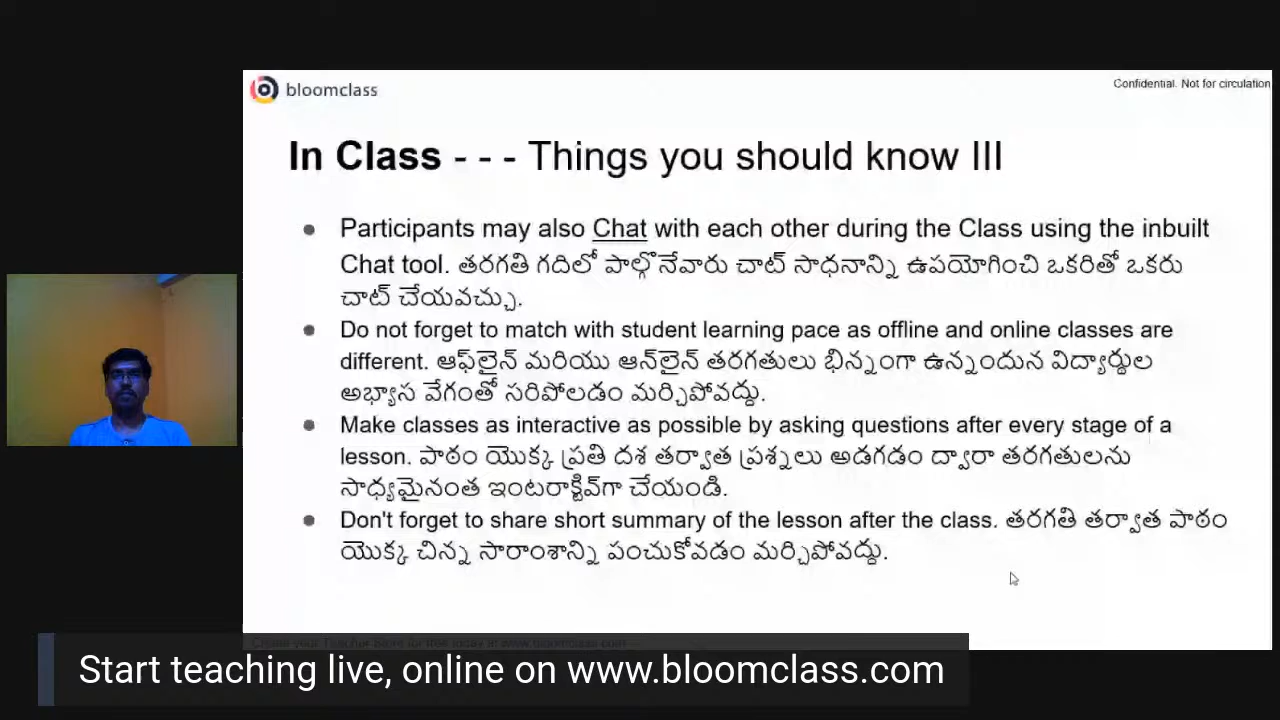 bloomclass
Confidential. Not for circulation
In Class - - - Things you should know III
● Participants may also Chat with each other during the Class using the inbuilt
Chat tool. తరగతి గదిలో పాల్గొనేవారు చాట్ సాధనాన్ని ఉపయోగించి ఒకరితో ఒకరు
చాట్ చేయవచ్చు.
● Do not forget to match with student learning pace as offline and online classes are
different. ఆఫ్‌లైన్ మరియు ఆన్‌లైన్ తరగతులు భిన్నంగా ఉన్నందున విద్యార్థుల
అభ్యాస వేగంతో సరిపోలడం మర్చిపోవద్దు.
● Make classes as interactive as possible by asking questions after every stage of a
lesson. పాఠం యొక్క ప్రతి దశ తర్వాత ప్రశ్నలు అడగడం ద్వారా తరగతులను
సాధ్యమైనంత ఇంటరాక్టివ్‌గా చేయండి.
● Don't forget to share short summary of the lesson after the class. తరగతి తర్వాత పాఠం
యొక్క చిన్న సారాంశాన్ని పంచుకోవడం మర్చిపోవద్దు.
Start teaching live, online on www.bloomclass.com